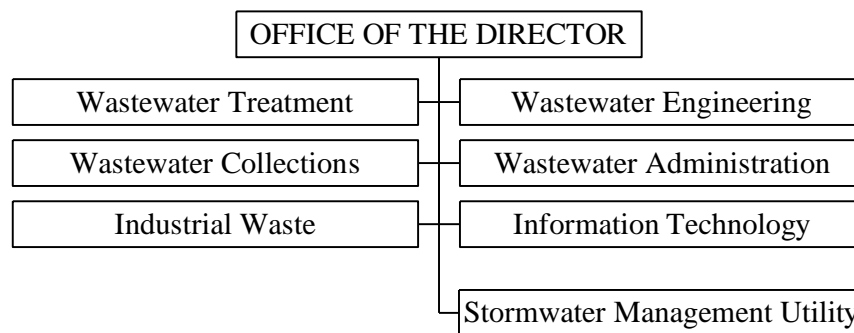 OFFICE OF THE DIRECTOR
Wastewater Treatment
Wastewater Engineering
Wastewater Collections
Wastewater Administration
Industrial Waste
Information Technology
Stormwater Management Utility